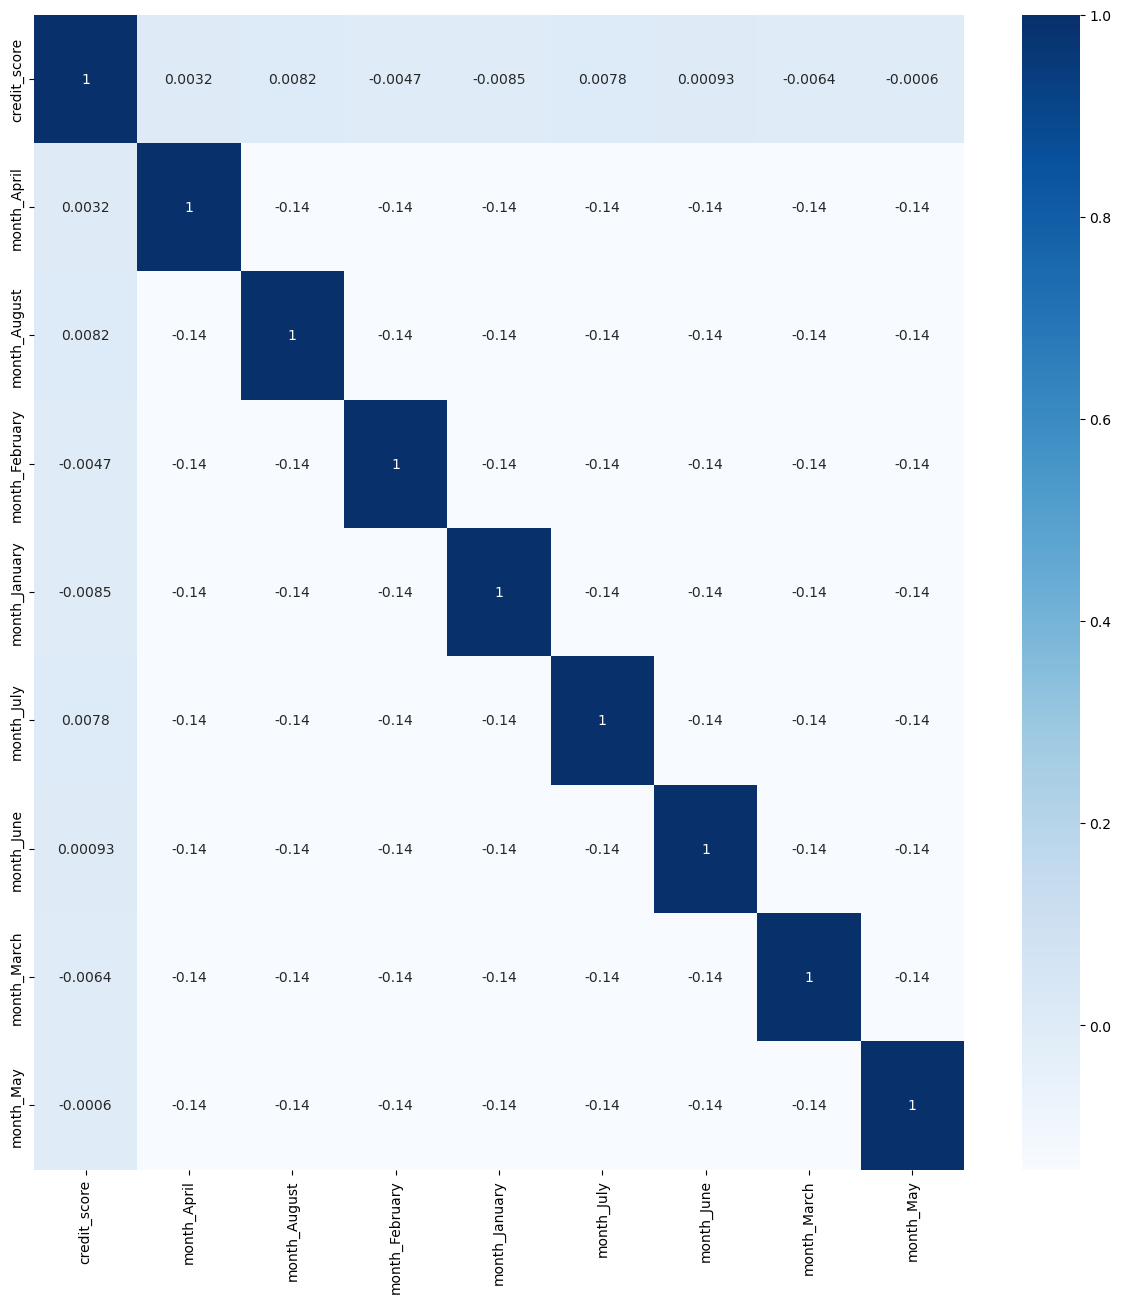 credit_score 1 0.0032 0.0082 -0.0047 -0.0085 0.0078 0.00093 -0.0064 -0.0006
month_April 0.0032 1 -0.14 -0.14 -0.14 -0.14 -0.14 -0.14 -0.14
month_August 0.0082 -0.14 1 -0.14 -0.14 -0.14 -0.14 -0.14 -0.14
month_February -0.0047 -0.14 -0.14 1 -0.14 -0.14 -0.14 -0.14 -0.14
month_January -0.0085 -0.14 -0.14 -0.14 1 -0.14 -0.14 -0.14 -0.14
month_July 0.0078 -0.14 -0.14 -0.14 -0.14 1 -0.14 -0.14 -0.14
month_June 0.00093 -0.14 -0.14 -0.14 -0.14 -0.14 1 -0.14 -0.14
month_March -0.0064 -0.14 -0.14 -0.14 -0.14 -0.14 -0.14 1 -0.14
month_May -0.0006 -0.14 -0.14 -0.14 -0.14 -0.14 -0.14 -0.14 1
credit_score month_April month_August month_February month_January month_July month_June month_March month_May
1.0
0.8
0.6
0.4
0.2
0.0